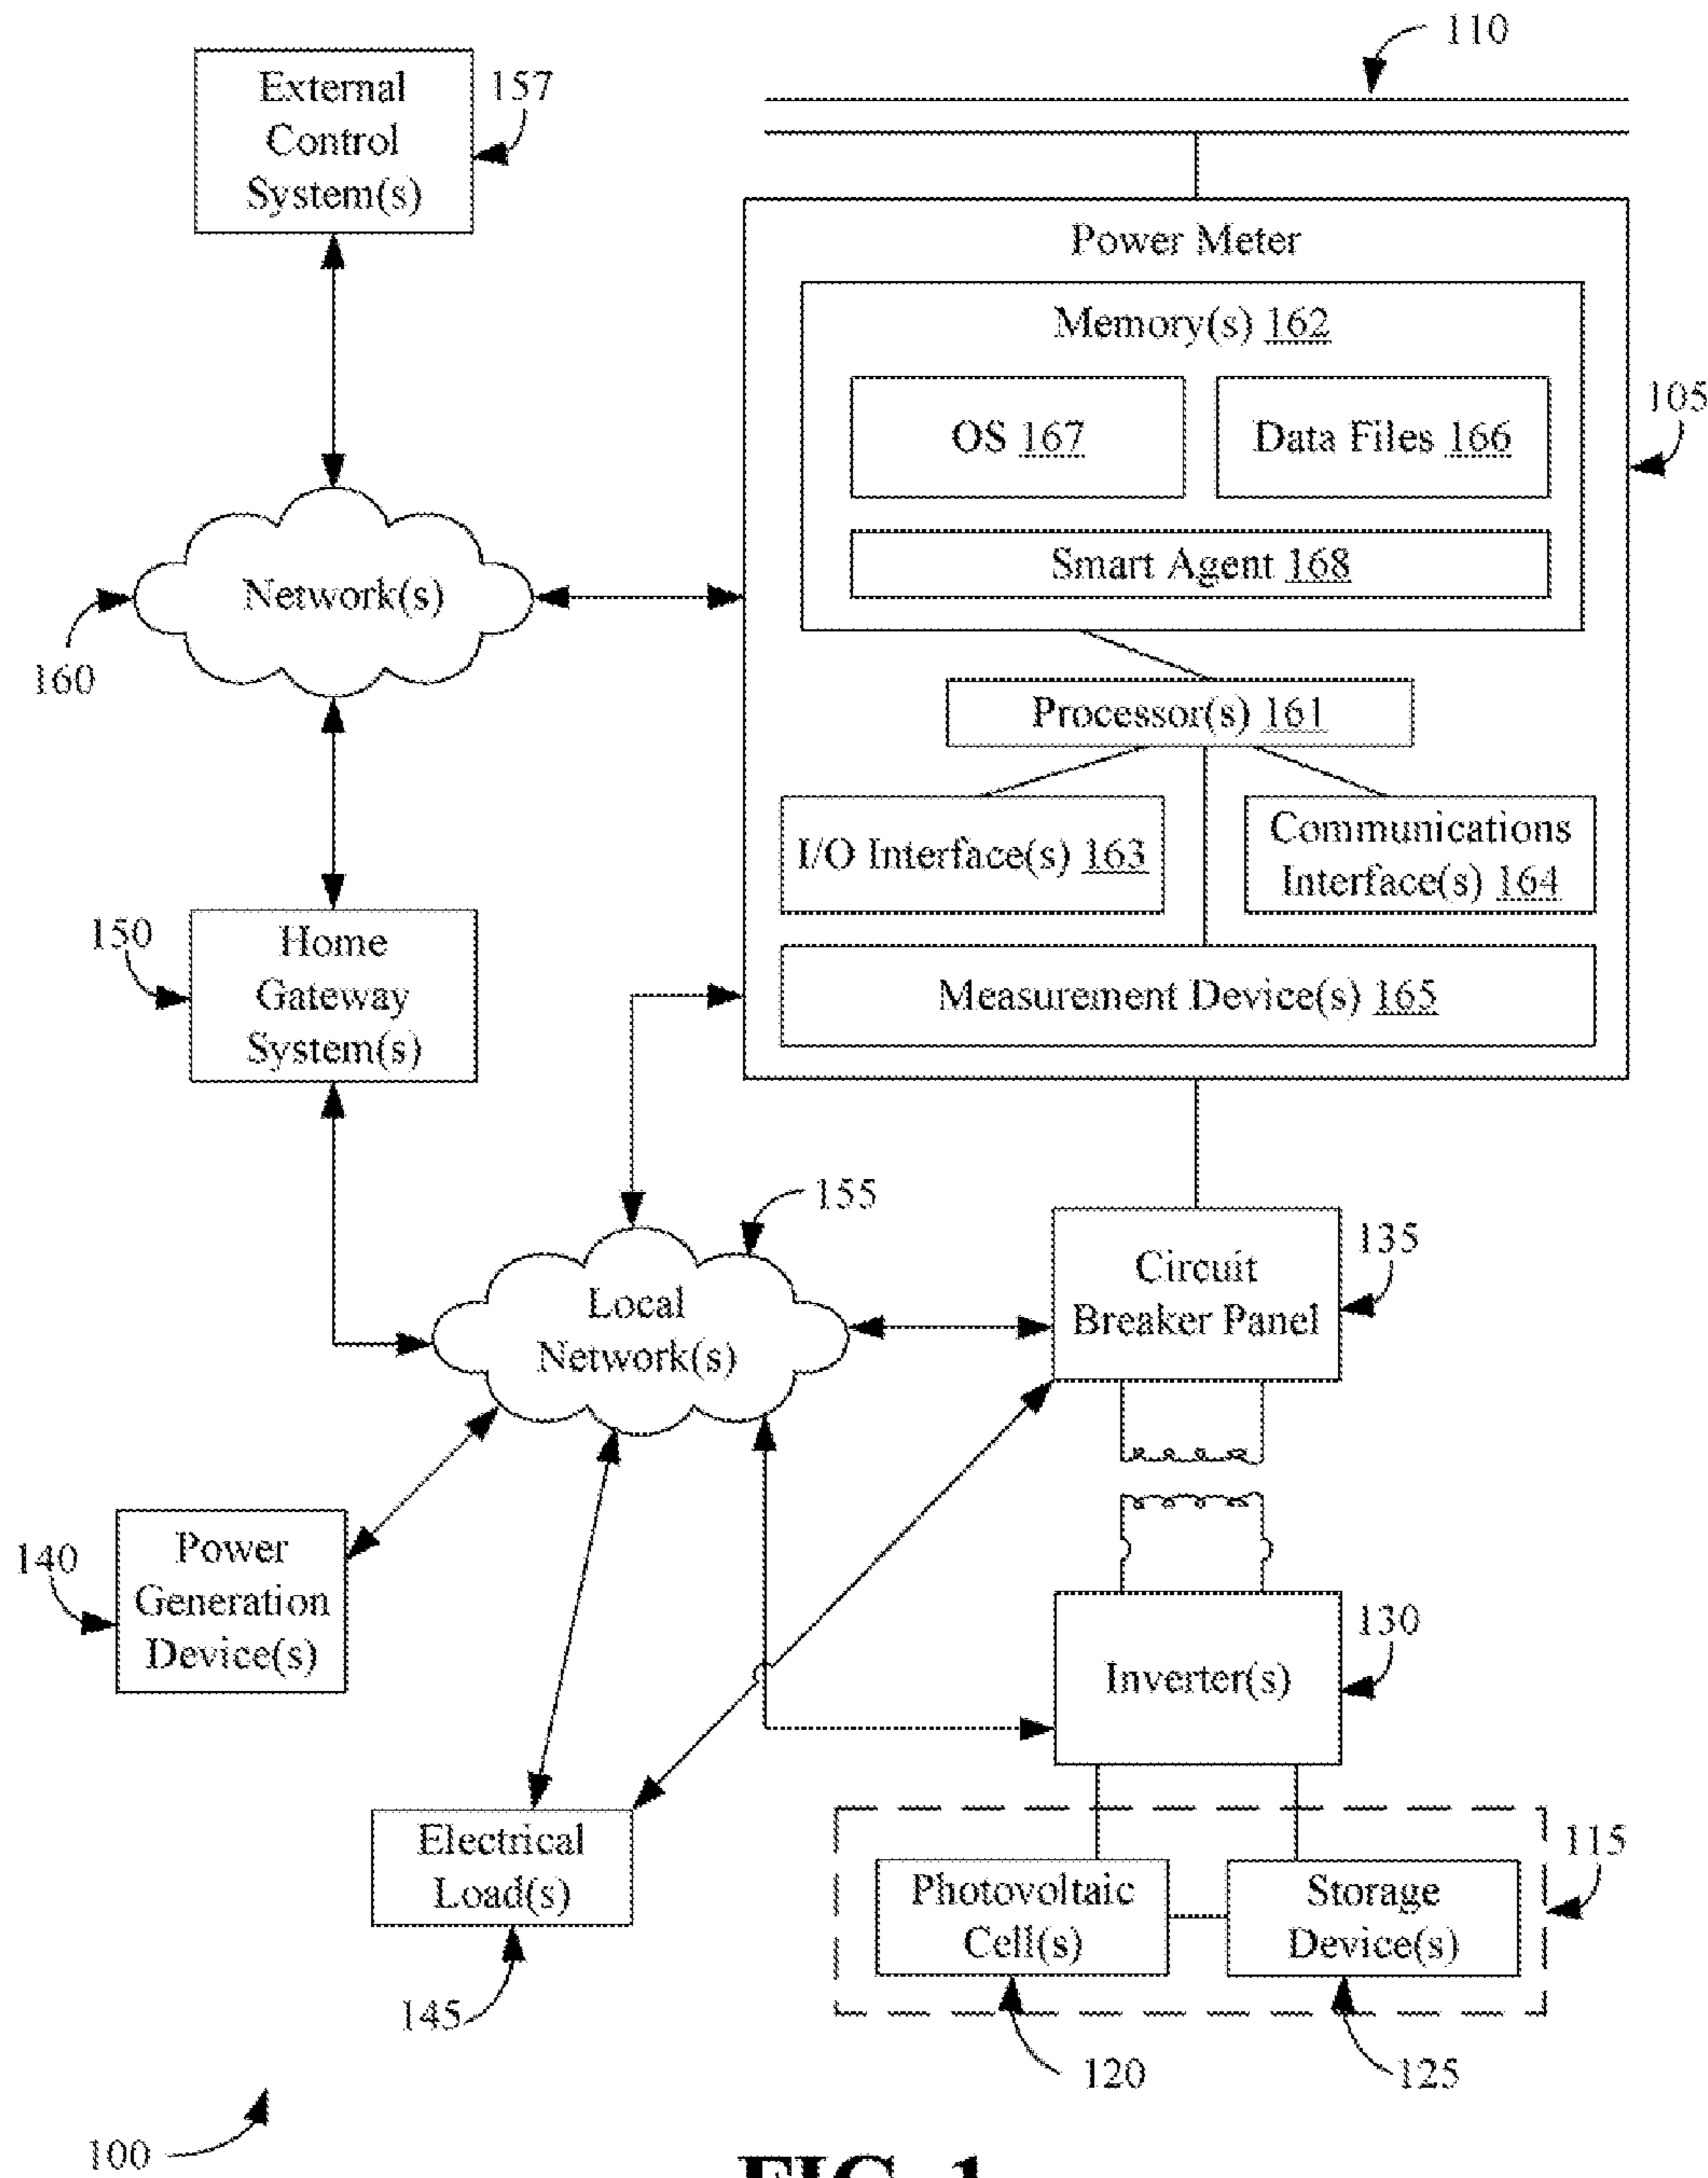 110
External
Control
System(s)
157
Power Meter
Memory(s) 162
OS 167
Data Files 166
105
Smart Agent 168
Network(s)
160
Processor(s) 161
I/O Interface(s) 163
Communications
Interface(s) 164
150
Home
Gateway
System(s)
Measurement Device(s) 165
155
135
Circuit
Breaker Panel
Local
Network(s)
140
Power
Generation
Device(s)
130
Inverter(s)
Electrical
Load(s)
145
115
Photovoltaic
Cell(s)
Storage
Device(s)
120
125
100
FIG. 1